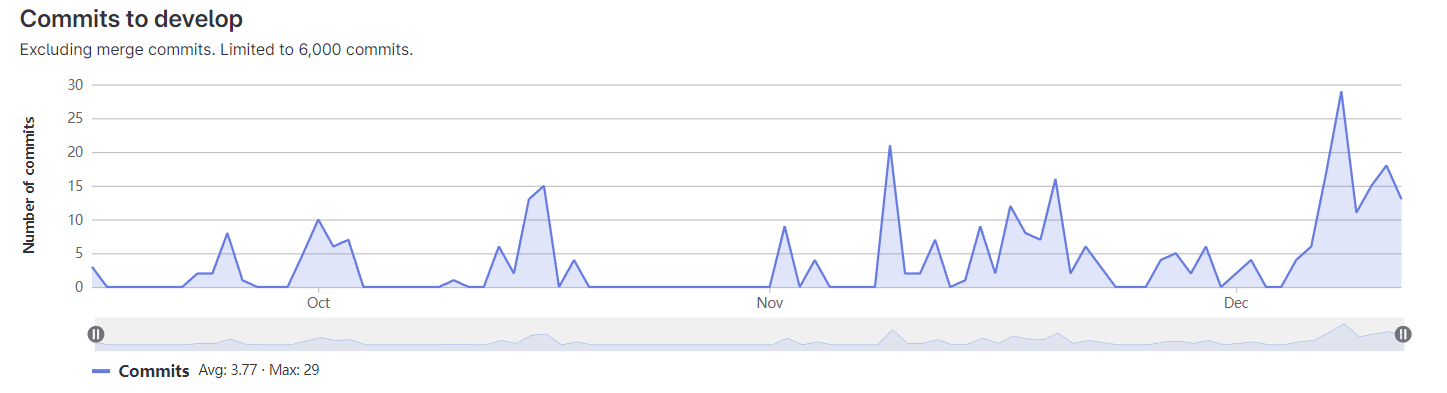 Commits to develop
Excluding merge commits. Limited to 6,000 commits.
Number of commits
30
25
20
15
10
5
0
Oct Nov Dec
Commits Avg: 3.77 · Max: 29